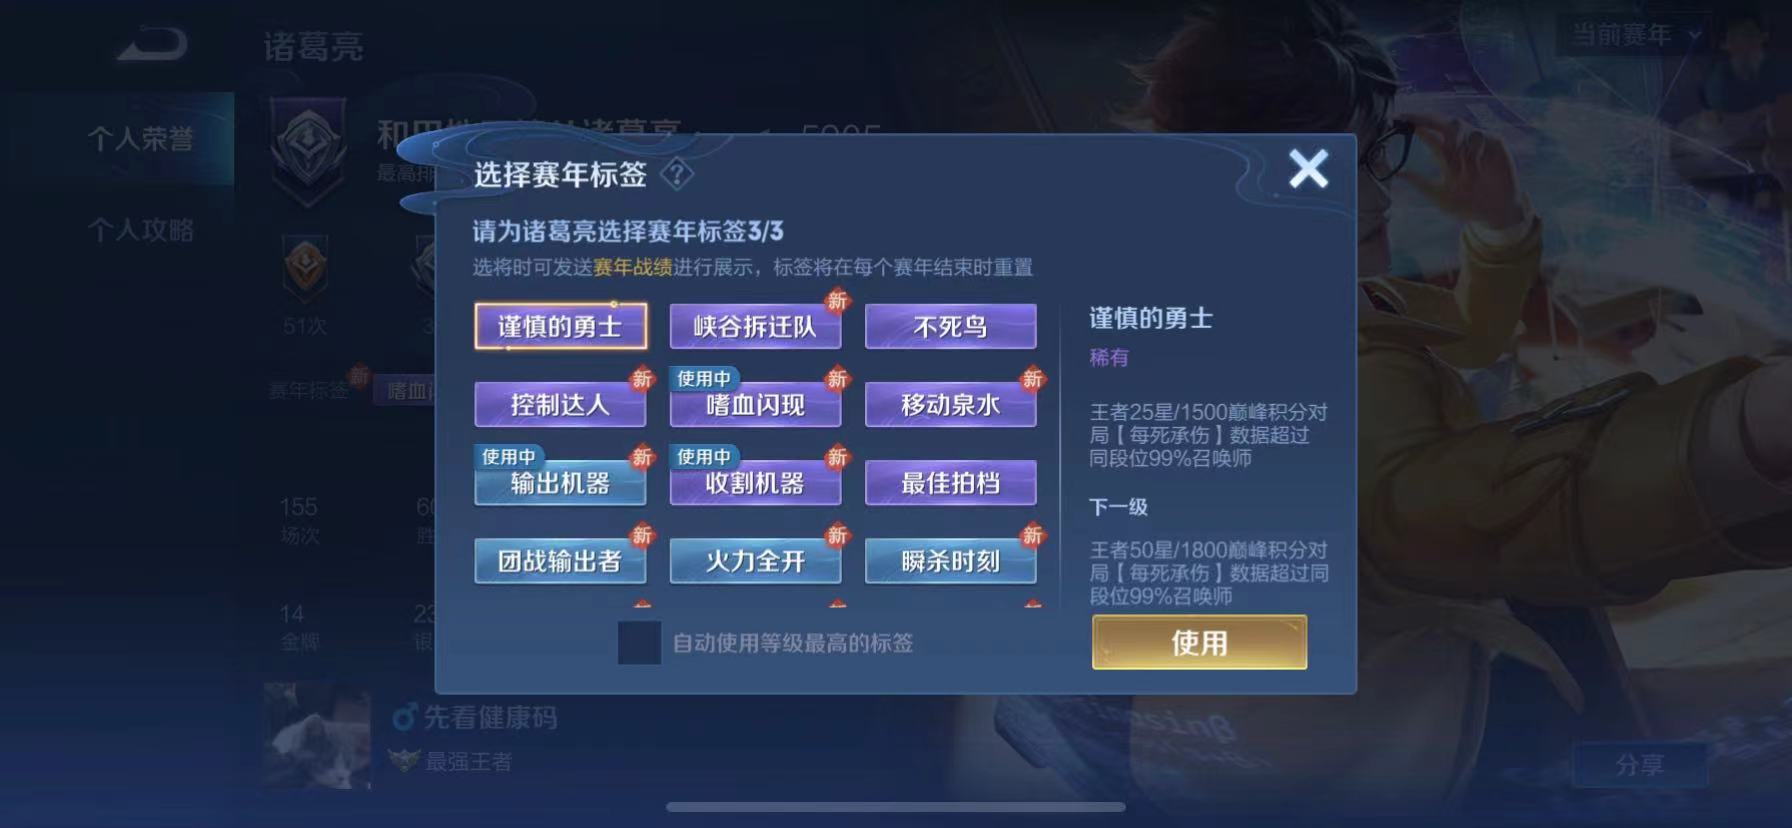 诸葛亮
当前赛年
个人荣誉
个人攻略
最高排
51次
赛年标签
新
嗜血闪
155
场次
14
金牌
选择赛年标签
?
请为诸葛亮选择赛年标签3/3
选将时可发送赛年战绩进行展示，标签将在每个赛年结束时重置
谨慎的勇士
峡谷拆迁队
新
不死鸟
控制达人
新
使用中
嗜血闪现
新
移动泉水
新
使用中
输出机器
新
使用中
收割机器
新
最佳拍档
团战输出者
新
火力全开
新
瞬杀时刻
新
自动使用等级最高的标签
谨慎的勇士
稀有
王者25星/1500巅峰积分对
局【每死承伤】数据超过
同段位99%召唤师
下一级
王者50星/1800巅峰积分对
局【每死承伤】数据超过同
段位99%召唤师
使用
先看健康码
最强王者
分享